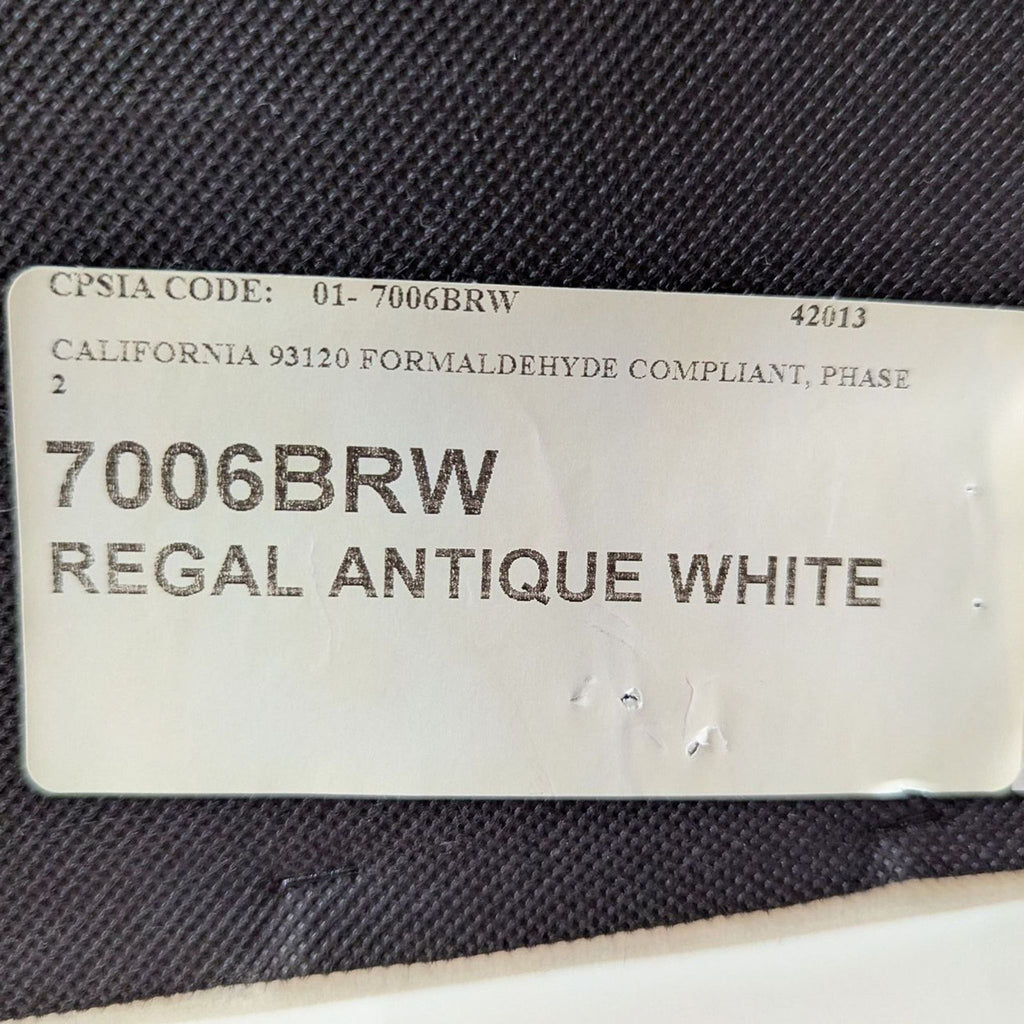 CPSIA CODE: 01- 7006BRW 42013
CALIFORNIA 93120 FORMALDEHYDE COMPLIANT, PHASE
2
7006BRW
REGAL ANTIQUE WHITE